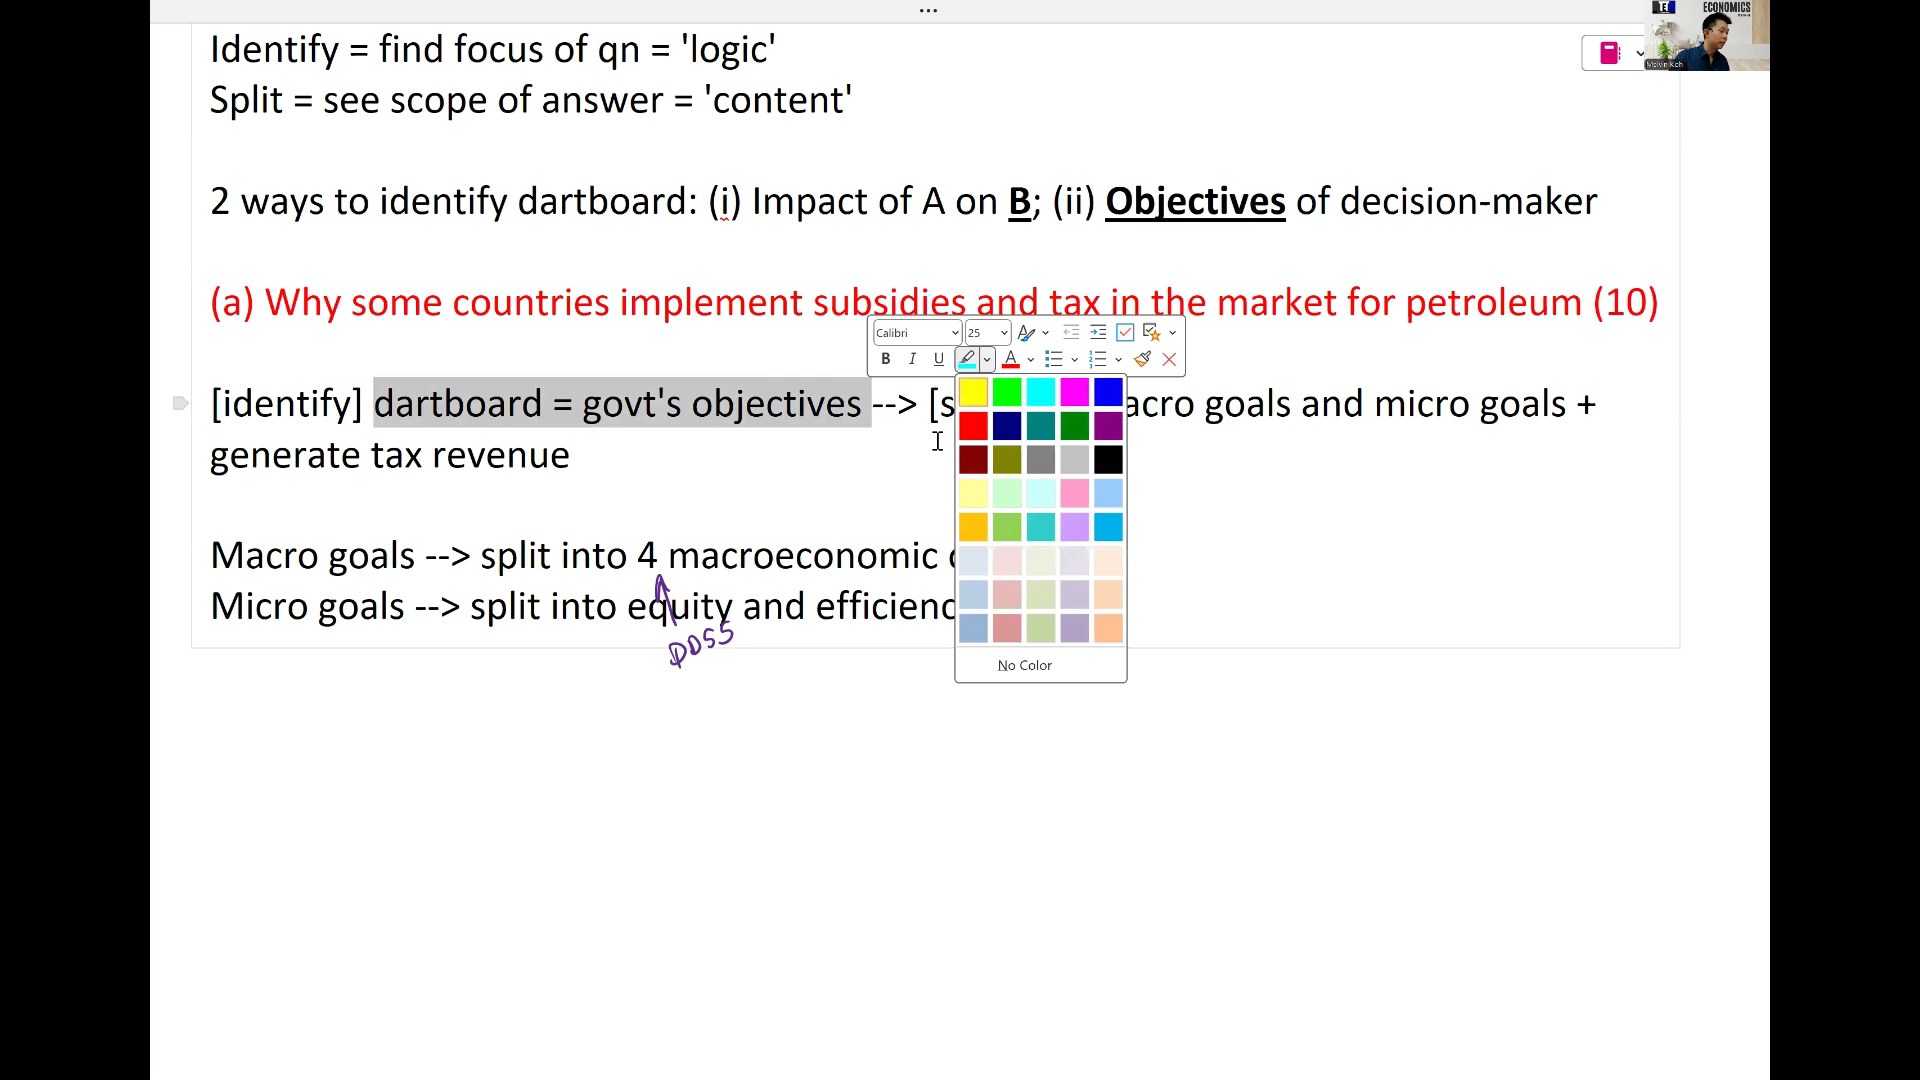 ...
ECONOMICS
Identify = find focus of qn = 'logic'
Split = see scope of answer = 'content'
Melvin Koh
2 ways to identify dartboard: (i) Impact of A on B; (ii) Objectives of decision-maker
(a) Why some countries implement subsidies and tax in the market for petroleum (10)
Calibri 25
B I U A
[identify] dartboard = govt's objectives --> [s acro goals and micro goals +
generate tax revenue
Macro goals --> split into 4 macroeconomic
Micro goals --> split into equity and efficienc
No Color